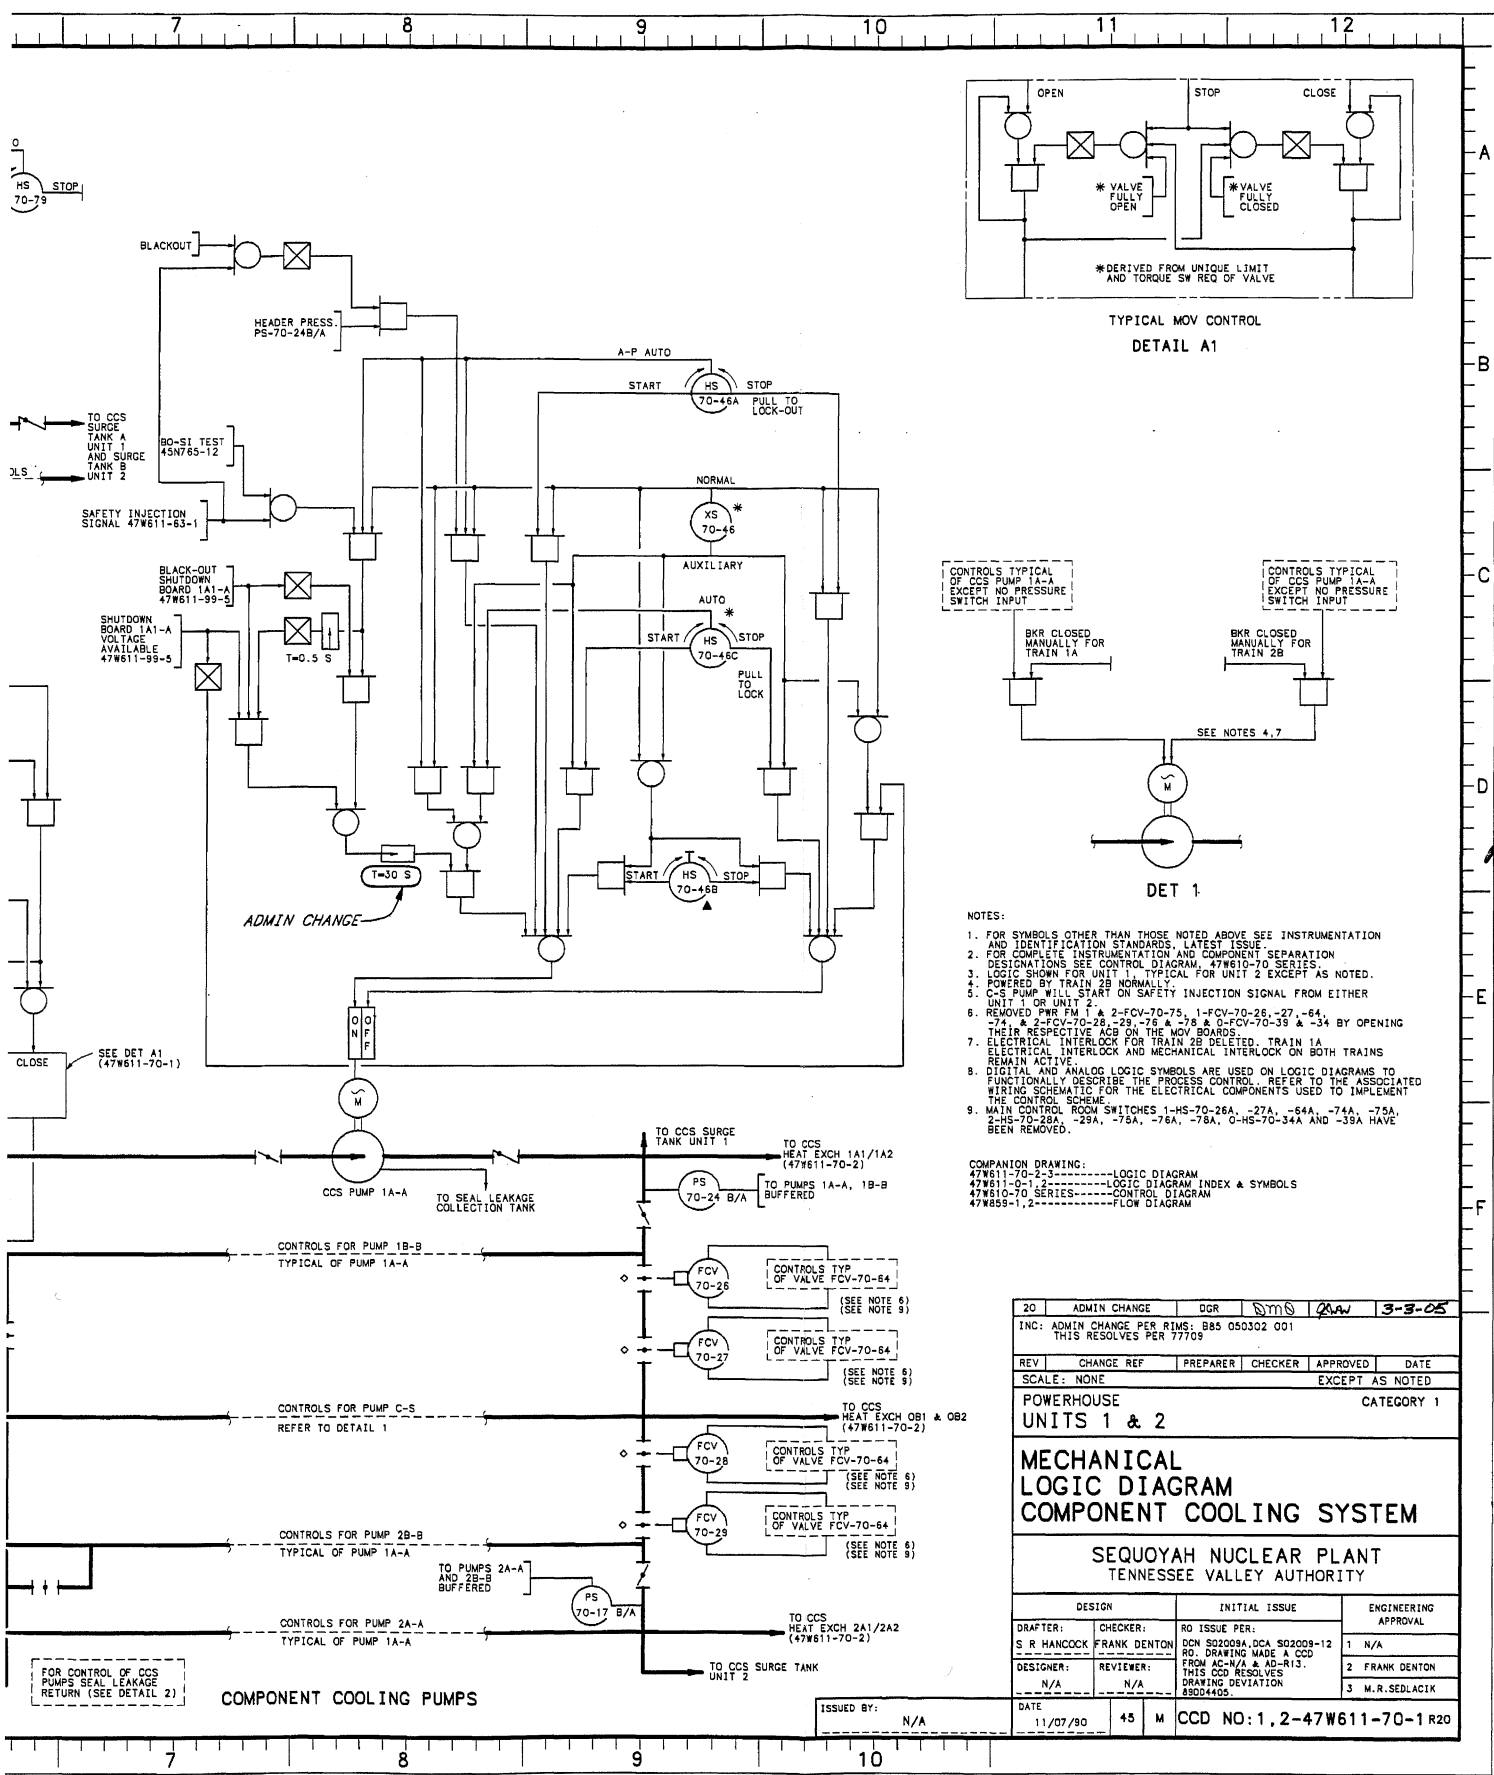 7 8 9 10 11 12
A
B
C
D
E
F
HS
70-79
STOP
OPEN
STOP
CLOSE
* VALVE
FULLY
OPEN
* VALVE
FULLY
CLOSED
*DERIVED FROM UNIQUE LIMIT
AND TORQUE SW REQ OF VALVE
TYPICAL MOV CONTROL
DETAIL A1
BLACKOUT
HEADER PRESS.
PS-70-24B/A
A-P AUTO
START
HS
70-46A
STOP
PULL TO
LOCK-OUT
TO CCS
SURGE
TANK A
UNIT 1
AND SURGE
TANK B
UNIT 2
BO-SI TEST
45N765-12
SAFETY INJECTION
SIGNAL 47W611-63-1
NORMAL
XS
70-46
*
AUXILIARY
BLACK-OUT
SHUTDOWN
BOARD 1A1-A
47W611-99-5
SHUTDOWN
BOARD 1A1-A
VOLTAGE
AVAILABLE
47W611-99-5
T=0.5 S
AUTO
*
START
HS
70-46C
STOP
PULL
TO
LOCK
CONTROLS TYPICAL
OF CCS PUMP 1A-A
EXCEPT NO PRESSURE
SWITCH INPUT
CONTROLS TYPICAL
OF CCS PUMP 1A-A
EXCEPT NO PRESSURE
SWITCH INPUT
BKR CLOSED
MANUALLY FOR
TRAIN 1A
BKR CLOSED
MANUALLY FOR
TRAIN 2B
SEE NOTES 4,7
M
DET 1
T=30 S
ADMIN CHANGE
START
HS
70-46B
STOP
ON
OFF
M
CLOSE
SEE DET A1
(47W611-70-1)
NOTES:
1. FOR SYMBOLS OTHER THAN THOSE NOTED ABOVE SEE INSTRUMENTATION
AND IDENTIFICATION STANDARDS, LATEST ISSUE.
2. FOR COMPLETE INSTRUMENTATION AND COMPONENT SEPARATION
DESIGNATIONS SEE CONTROL DIAGRAM, 47W610-70 SERIES.
3. LOGIC SHOWN FOR UNIT 1, TYPICAL FOR UNIT 2 EXCEPT AS NOTED.
4. POWERED BY TRAIN 2B NORMALLY.
5. C-S PUMP WILL START ON SAFETY INJECTION SIGNAL FROM EITHER
UNIT 1 OR UNIT 2.
6. REMOVED PWR FM 1 & 2-FCV-70-75, 1-FCV-70-26,-27,-64,
-74, & 2-FCV-70-28,-29,-76 & -78 & 0-FCV-70-39 & -34 BY OPENING
THEIR RESPECTIVE ACB ON THE MOV BOARDS.
7. ELECTRICAL INTERLOCK FOR TRAIN 2B DELETED. TRAIN 1A
ELECTRICAL INTERLOCK AND MECHANICAL INTERLOCK ON BOTH TRAINS
REMAIN ACTIVE.
8. DIGITAL AND ANALOG LOGIC SYMBOLS ARE USED ON LOGIC DIAGRAMS TO
FUNCTIONALLY DESCRIBE THE PROCESS CONTROL. REFER TO THE ASSOCIATED
WIRING SCHEMATIC FOR THE ELECTRICAL COMPONENTS USED TO IMPLEMENT
THE CONTROL SCHEME.
9. MAIN CONTROL ROOM SWITCHES 1-HS-70-26A, -27A, -64A, -74A, -75A,
2-HS-70-28A, -29A, -75A, -76A, -78A, 0-HS-70-34A AND -39A HAVE
BEEN REMOVED.
COMPANION DRAWING:
47W611-70-2-3---------LOGIC DIAGRAM
47W611-0-1,2----------LOGIC DIAGRAM INDEX & SYMBOLS
47W610-70 SERIES------CONTROL DIAGRAM
47W859-1,2------------FLOW DIAGRAM
CCS PUMP 1A-A
TO SEAL LEAKAGE
COLLECTION TANK
TO CCS SURGE
TANK UNIT 1
TO CCS
HEAT EXCH 1A1/1A2
(47W611-70-2)
PS
70-24 B/A
TO PUMPS 1A-A, 1B-B
BUFFERED
CONTROLS FOR PUMP 1B-B
TYPICAL OF PUMP 1A-A
FCV
70-26
CONTROLS TYP
OF VALVE FCV-70-64
(SEE NOTE 6)
(SEE NOTE 9)
FCV
70-27
CONTROLS TYP
OF VALVE FCV-70-64
(SEE NOTE 6)
(SEE NOTE 9)
CONTROLS FOR PUMP C-S
REFER TO DETAIL 1
TO CCS
HEAT EXCH 0B1 & 0B2
(47W611-70-2)
FCV
70-28
CONTROLS TYP
OF VALVE FCV-70-64
(SEE NOTE 6)
(SEE NOTE 9)
FCV
70-29
CONTROLS TYP
OF VALVE FCV-70-64
(SEE NOTE 6)
(SEE NOTE 9)
CONTROLS FOR PUMP 2B-B
TYPICAL OF PUMP 1A-A
TO PUMPS 2A-A
AND 2B-B
BUFFERED
PS
70-17 B/A
CONTROLS FOR PUMP 2A-A
TYPICAL OF PUMP 1A-A
TO CCS
HEAT EXCH 2A1/2A2
(47W611-70-2)
TO CCS SURGE TANK
UNIT 2
FOR CONTROL OF CCS
PUMPS SEAL LEAKAGE
RETURN (SEE DETAIL 2)
COMPONENT COOLING PUMPS
20 ADMIN CHANGE DGR 3-3-05
INC: ADMIN CHANGE PER RIMS: B85 050302 001
THIS RESOLVES PER 77709
REV CHANGE REF PREPARER CHECKER APPROVED DATE
SCALE: NONE EXCEPT AS NOTED
POWERHOUSE CATEGORY 1
UNITS 1 & 2
MECHANICAL
LOGIC DIAGRAM
COMPONENT COOLING SYSTEM
SEQUOYAH NUCLEAR PLANT
TENNESSEE VALLEY AUTHORITY
DESIGN INITIAL ISSUE ENGINEERING APPROVAL
DRAFTER: S R HANCOCK
CHECKER: FRANK DENTON
DESIGNER: N/A
REVIEWER: N/A
RO ISSUE PER:
DCN S02009A,DCA S02009-12
RO. DRAWING MADE A CCD
FROM AC-N/A & AD-R13.
THIS CCD RESOLVES
DRAWING DEVIATION
89DD4405.
1 N/A
2 FRANK DENTON
3 M.R.SEDLACIK
ISSUED BY:
N/A
DATE
11/07/90
45 M CCD NO:1,2-47W611-70-1 R20
7 8 9 10